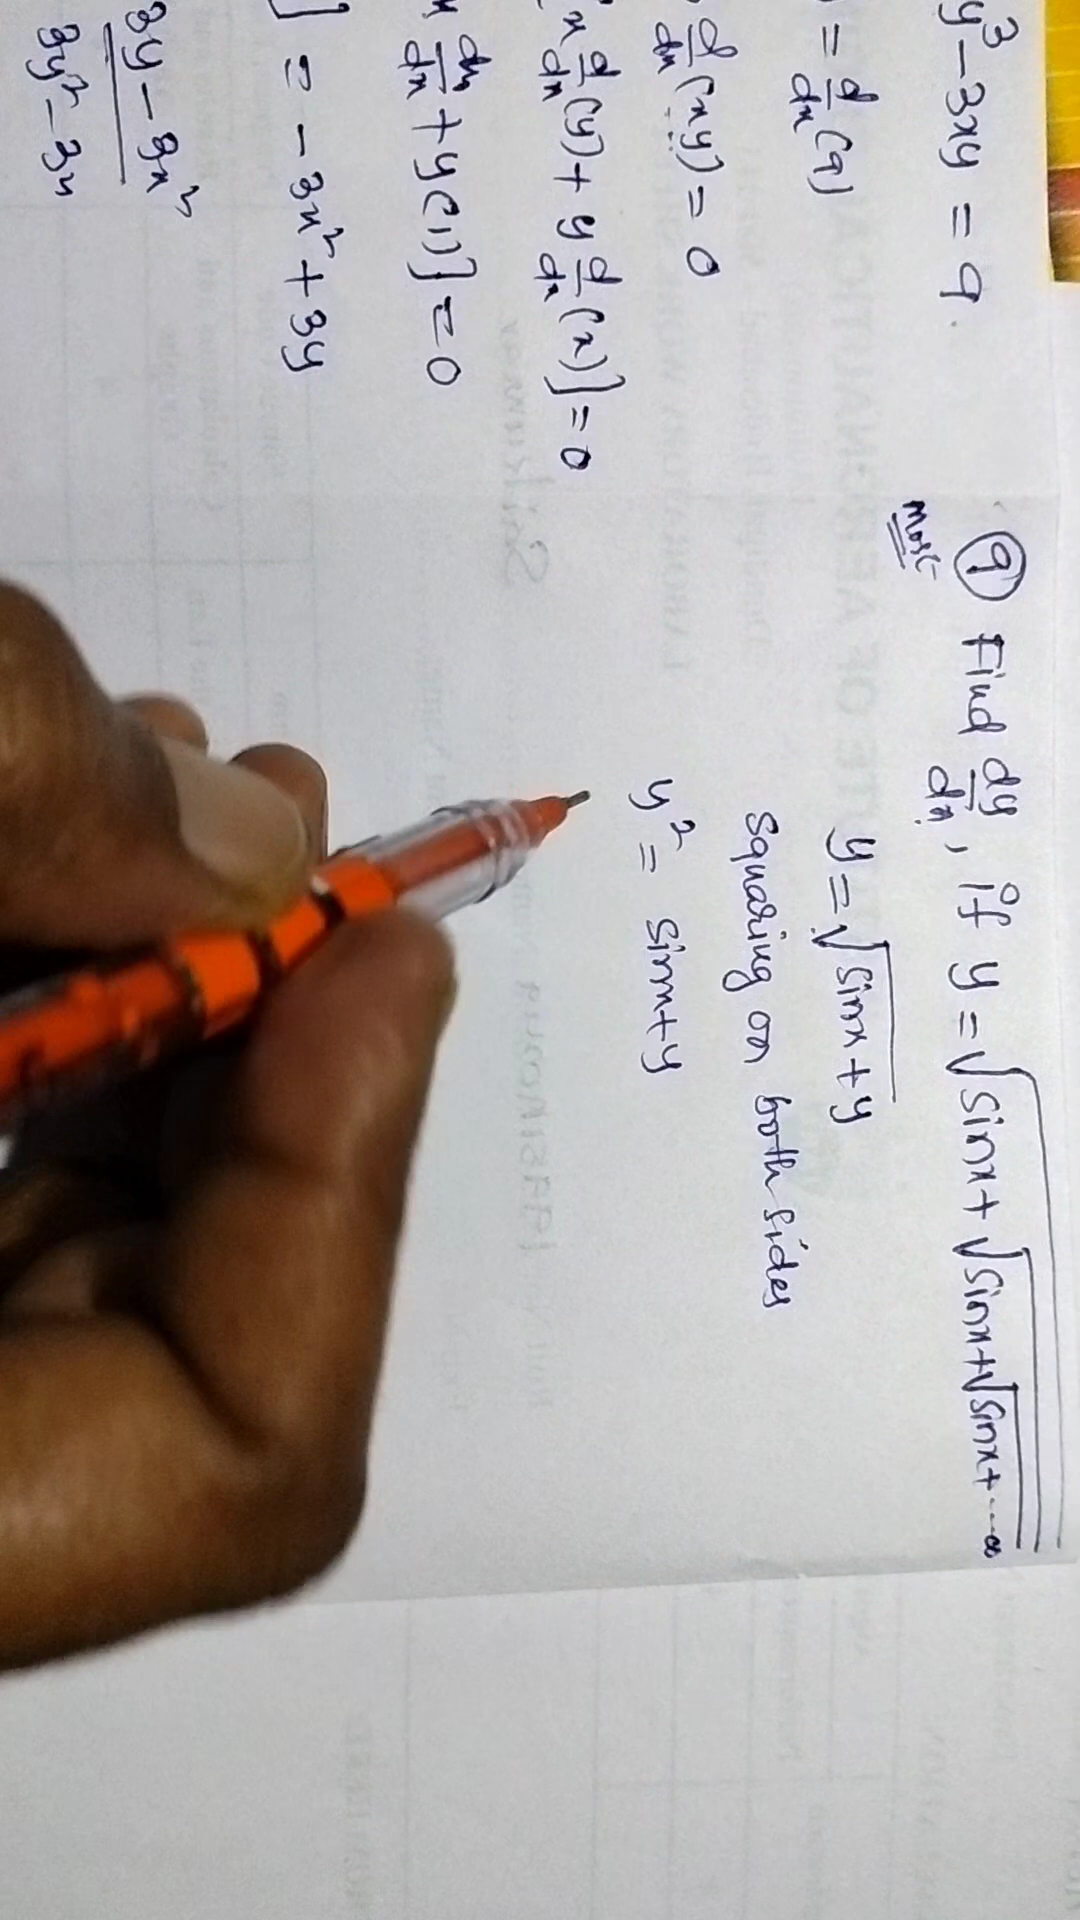 y³ - 3xy = 9.
= d/dx (9)
d/dx (xy) = 0
x d/dx (y) + y d/dx (x)] = 0
dy/dx + y(1)] = 0
] = - 3x² + 3y
3y - 3x²
3y² - 3x
⑨ Find dy/dx, if y = √sinx + √sinx + √sinx + ... ∞
most
y = √sinx + y
Squaring on both sides
y² = sinx + y